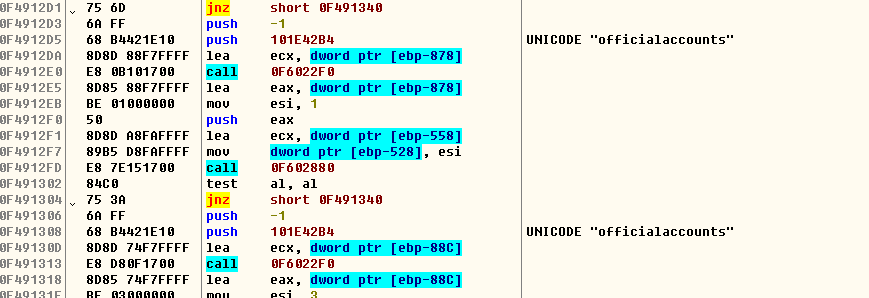 0F4912D1 75 6D jnz short 0F491340
0F4912D3 6A FF push -1
0F4912D5 68 B4421E10 push 101E42B4 UNICODE "officialaccounts"
0F4912DA 8D8D 88F7FFFF lea ecx, dword ptr [ebp-878]
0F4912E0 E8 0B101700 call 0F6022F0
0F4912E5 8D85 88F7FFFF lea eax, dword ptr [ebp-878]
0F4912EB BE 01000000 mov esi, 1
0F4912F0 50 push eax
0F4912F1 8D8D A8FAFFFF lea ecx, dword ptr [ebp-558]
0F4912F7 89B5 D8FAFFFF mov dword ptr [ebp-528], esi
0F4912FD E8 7E151700 call 0F602880
0F491302 84C0 test al, al
0F491304 75 3A jnz short 0F491340
0F491306 6A FF push -1
0F491308 68 B4421E10 push 101E42B4 UNICODE "officialaccounts"
0F49130D 8D8D 74F7FFFF lea ecx, dword ptr [ebp-88C]
0F491313 E8 D80F1700 call 0F6022F0
0F491318 8D85 74F7FFFF lea eax, dword ptr [ebp-88C]
0F49131E BE 03000000 mov esi, 3